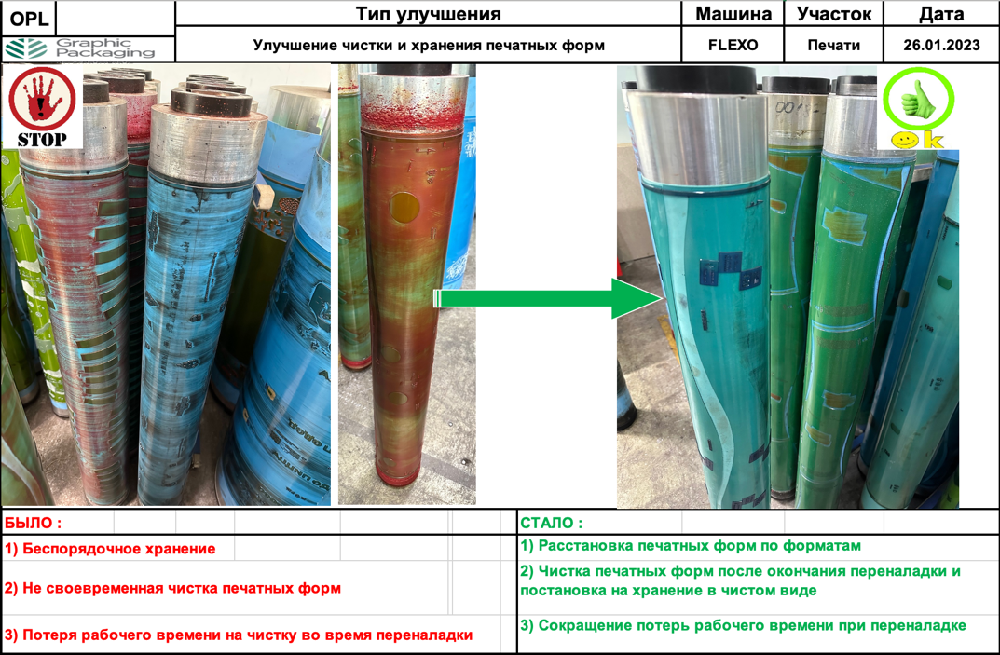 OPL
Тип улучшения
Машина
Участок
Дата
Graphic
Packaging
Улучшение чистки и хранения печатных форм
FLEXO
Печати
26.01.2023
STOP
Ok
БЫЛО :
1) Беспорядочное хранение
2) Не своевременная чистка печатных форм
3) Потеря рабочего времени на чистку во время переналадки
СТАЛО :
1) Расстановка печатных форм по форматам
2) Чистка печатных форм после окончания переналадки и
постановка на хранение в чистом виде
3) Сокращение потерь рабочего времени при переналадке